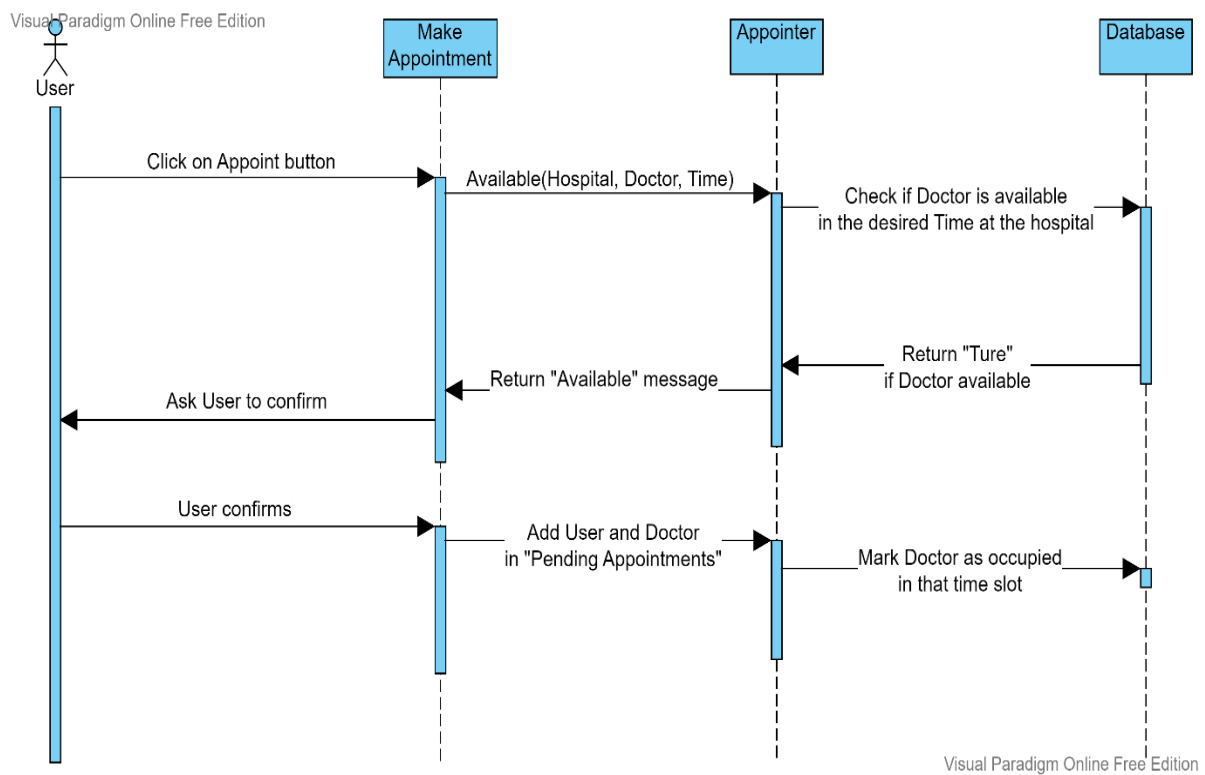 Visual Paradigm Online Free Edition
User
Make
Appointment
Appointer
Database
Click on Appoint button
Available(Hospital, Doctor, Time)
Check if Doctor is available
in the desired Time at the hospital
Return "Ture"
if Doctor available
Return "Available" message
Ask User to confirm
User confirms
Add User and Doctor
in "Pending Appointments"
Mark Doctor as occupied
in that time slot
Visual Paradigm Online Free Edition